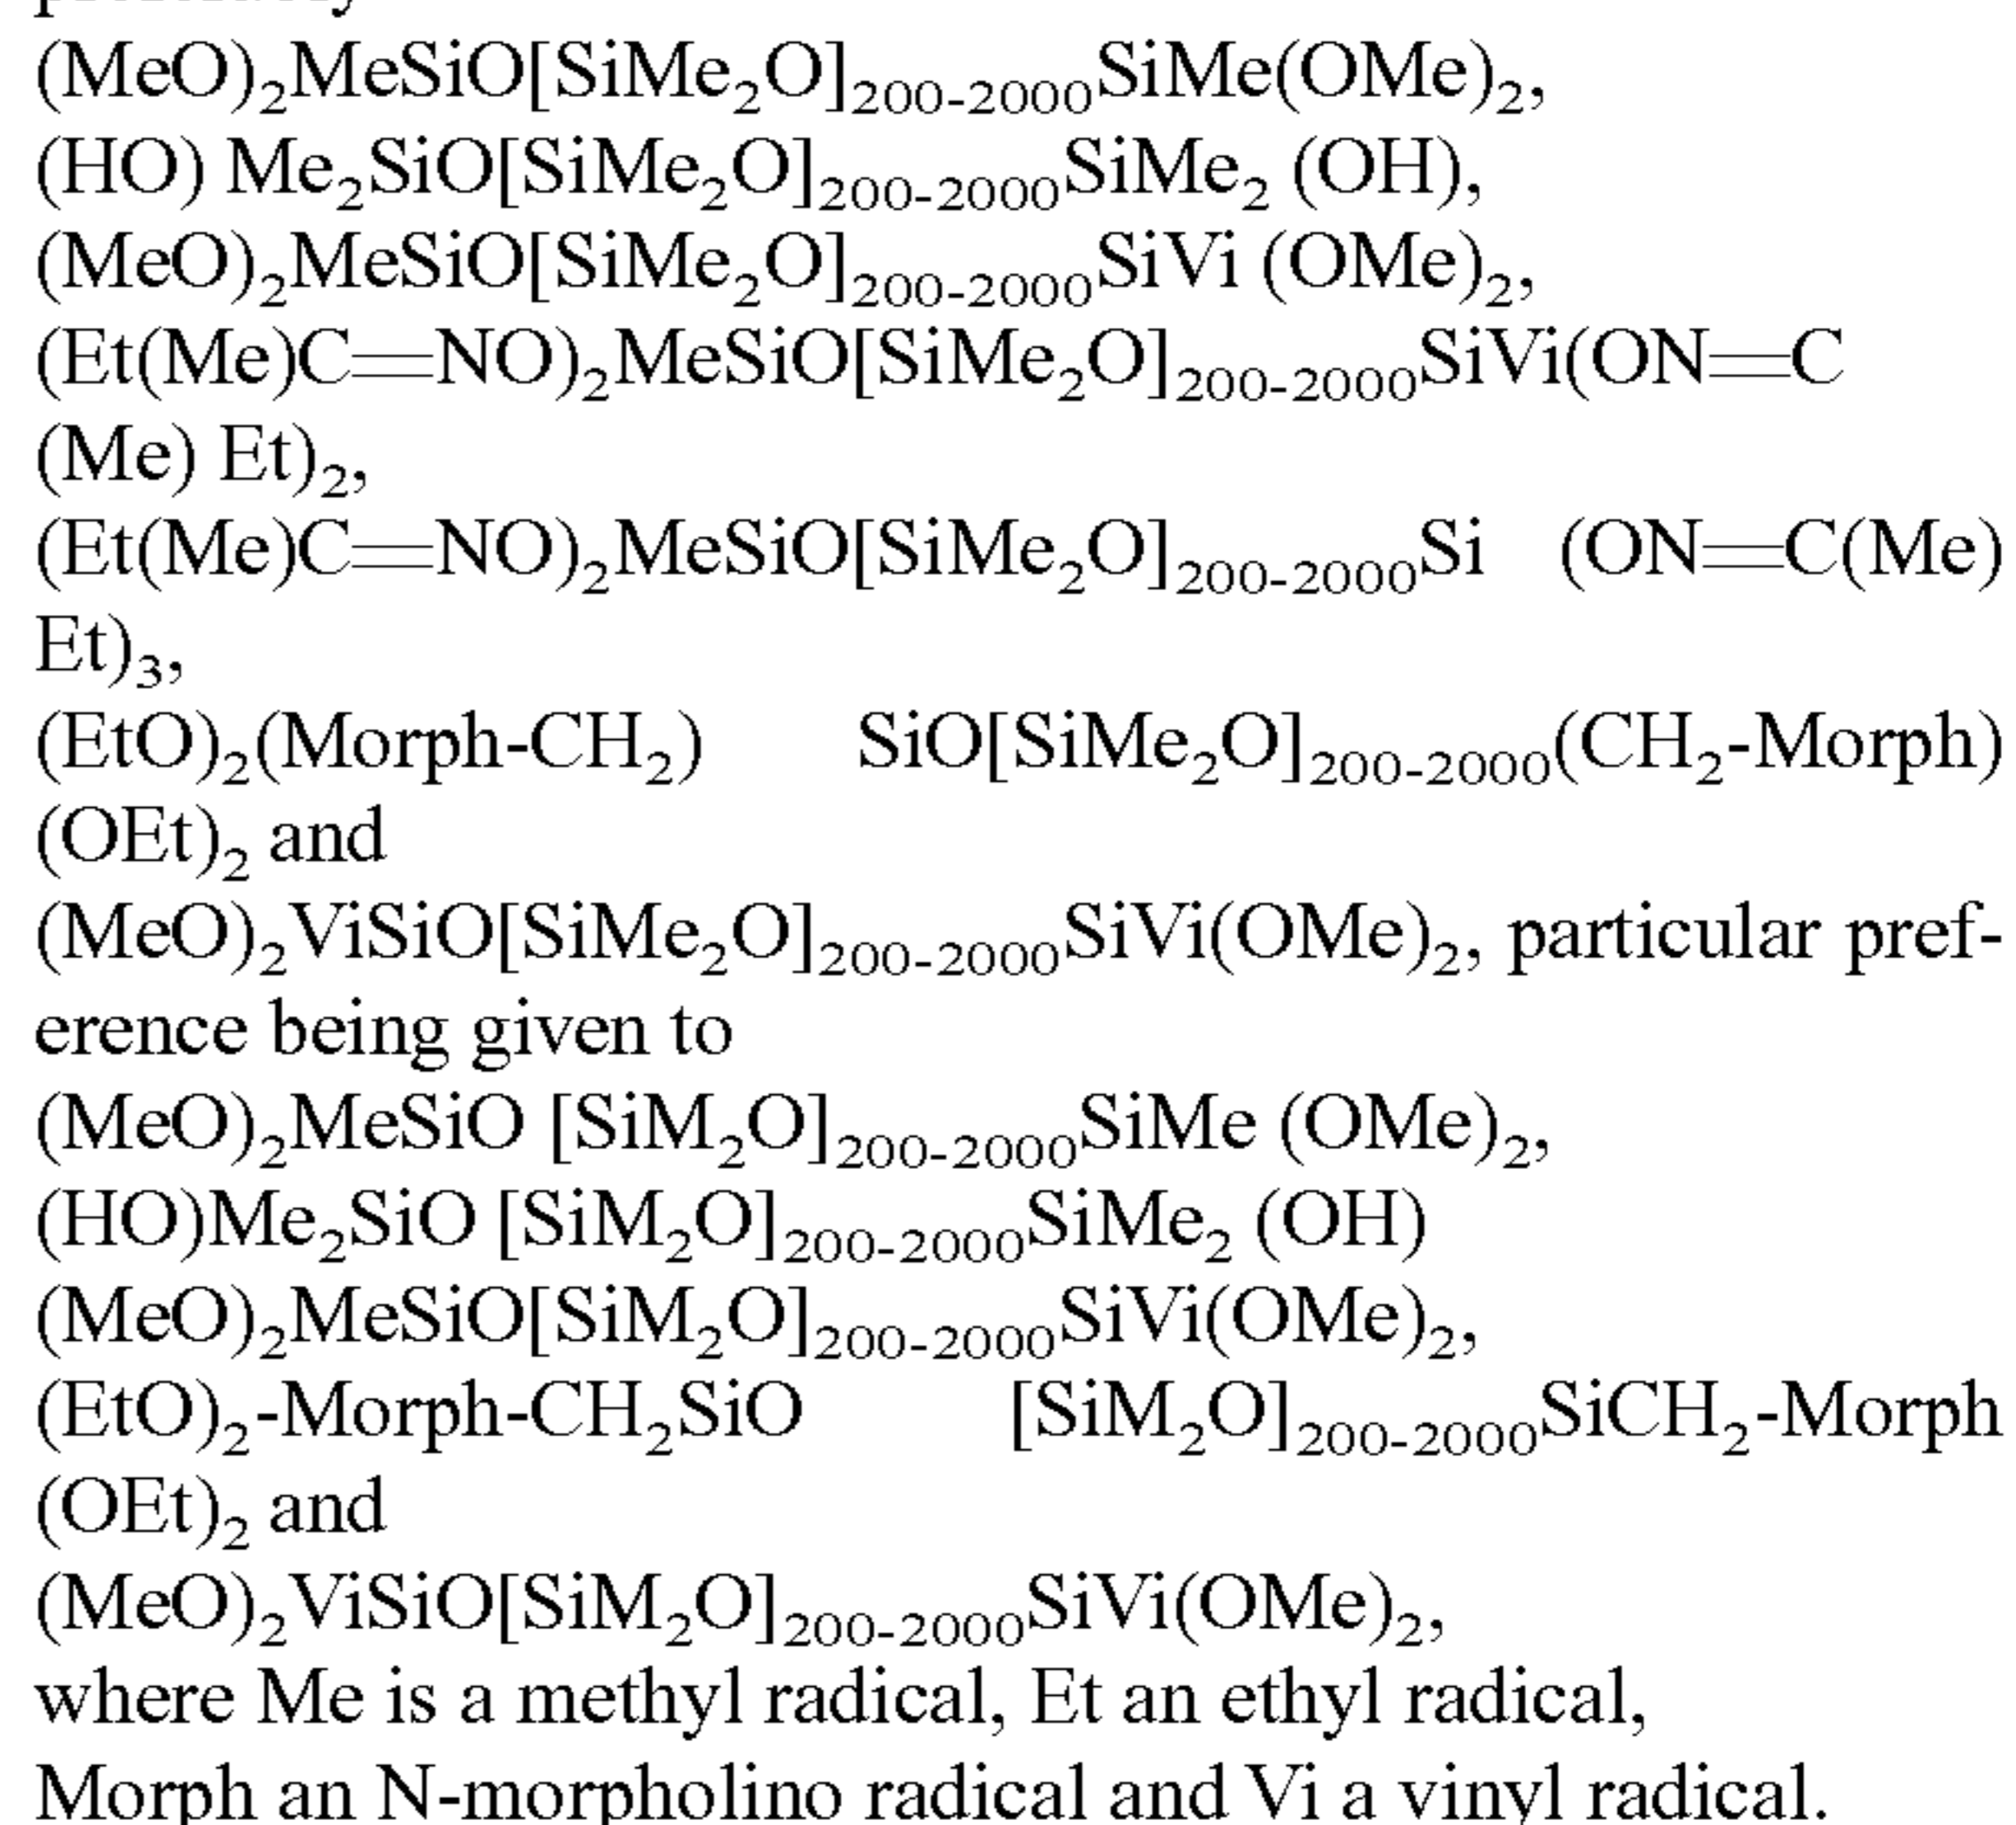 (MeO)₂MeSiO[SiMe₂O]₂₀₀₋₂₀₀₀SiMe(OMe)₂,
(HO) Me₂SiO[SiMe₂O]₂₀₀₋₂₀₀₀SiMe₂ (OH),
(MeO)₂MeSiO[SiMe₂O]₂₀₀₋₂₀₀₀SiVi (OMe)₂,
(Et(Me)C═NO)₂MeSiO[SiMe₂O]₂₀₀₋₂₀₀₀SiVi(ON═C
(Me) Et)₂,
(Et(Me)C═NO)₂MeSiO[SiMe₂O]₂₀₀₋₂₀₀₀Si (ON═C(Me)
Et)₃,
(EtO)₂(Morph-CH₂) SiO[SiMe₂O]₂₀₀₋₂₀₀₀(CH₂-Morph)
(OEt)₂ and
(MeO)₂ViSiO[SiMe₂O]₂₀₀₋₂₀₀₀SiVi(OMe)₂, particular pref-
erence being given to
(MeO)₂MeSiO [SiM₂O]₂₀₀₋₂₀₀₀SiMe (OMe)₂,
(HO)Me₂SiO [SiM₂O]₂₀₀₋₂₀₀₀SiMe₂ (OH)
(MeO)₂MeSiO[SiM₂O]₂₀₀₋₂₀₀₀SiVi(OMe)₂,
(EtO)₂-Morph-CH₂SiO [SiM₂O]₂₀₀₋₂₀₀₀SiCH₂-Morph
(OEt)₂ and
(MeO)₂ViSiO[SiM₂O]₂₀₀₋₂₀₀₀SiVi(OMe)₂,
where Me is a methyl radical, Et an ethyl radical,
Morph an N-morpholino radical and Vi a vinyl radical.